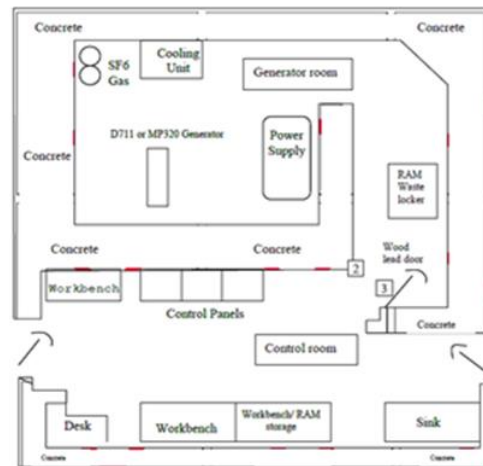 Concrete
Concrete
SF6
Gas
Cooling
Unit
Generator room
D711 or MP320 Generator
Power
Supply
Concrete
RAM
Waste
locker
Concrete
Concrete
Wood
lead door
2
3
Workbench
Control Panels
Concrete
Control room
Desk
Workbench
Workbench/ RAM
storage
Sink
Concrete
Concrete